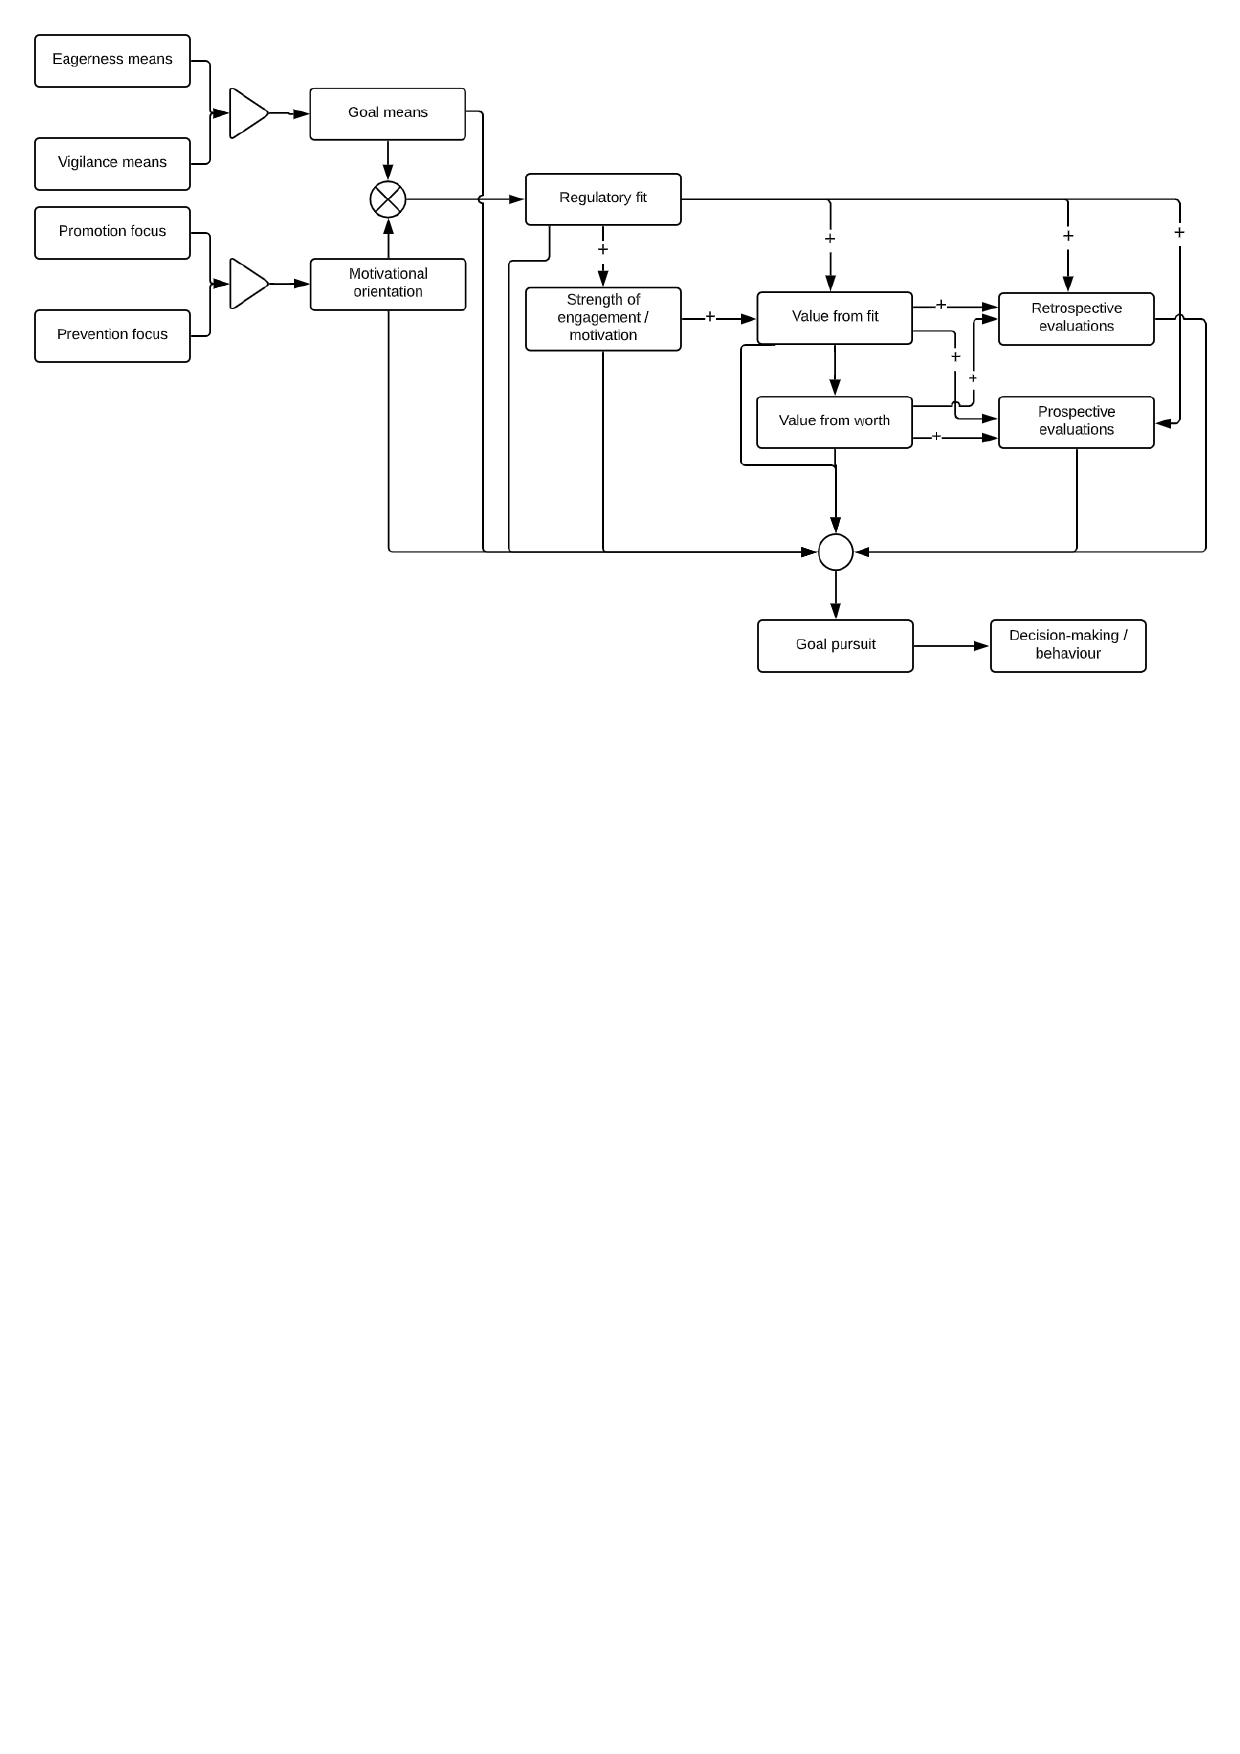 Eagerness means
Vigilance means
Promotion focus
Prevention focus
Goal means
Motivational
orientation
Regulatory fit
+
Strength of
engagement /
motivation
+
+
+
+
Value from fit
+
+
+
Value from worth
+
Retrospective
evaluations
Prospective
evaluations
Goal pursuit
Decision-making /
behaviour